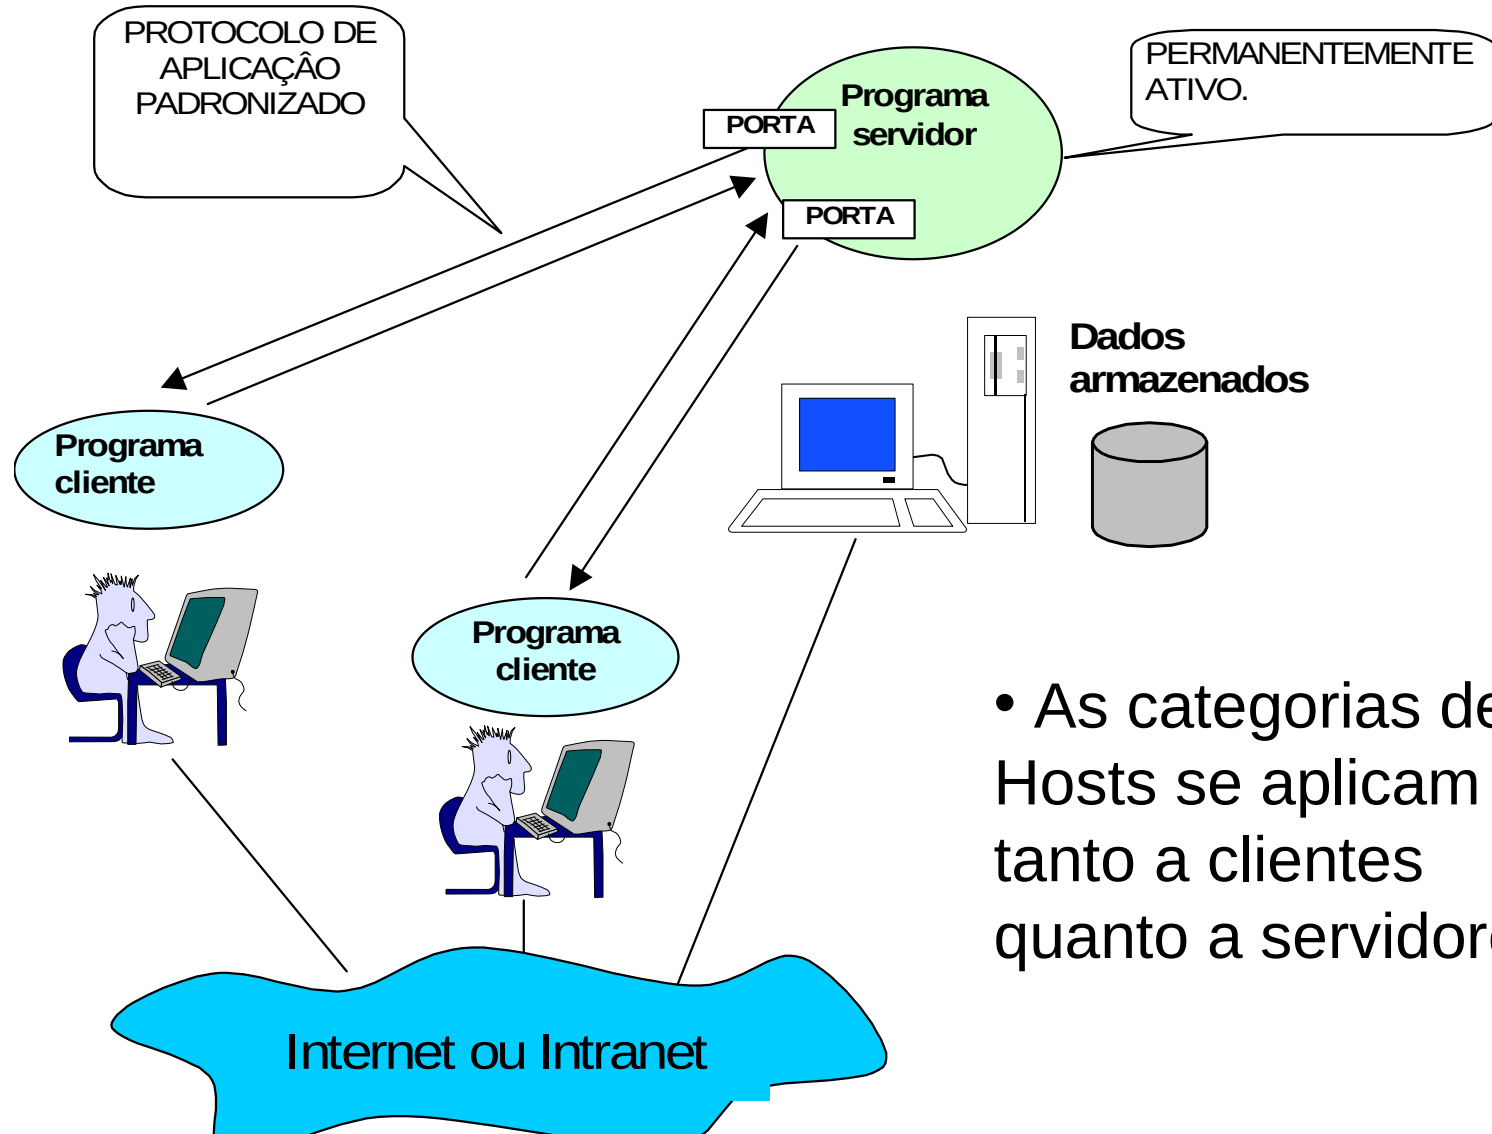 PROTOCOLO DE
APLICAÇÂO
PADRONIZADO
PERMANENTEMENTE
ATIVO.
PORTA
Programa
servidor
PORTA
Dados
armazenados
Programa
cliente
Programa
cliente
• As categorias de
Hosts se aplicam
tanto a clientes
quanto a servidore
Internet ou Intranet